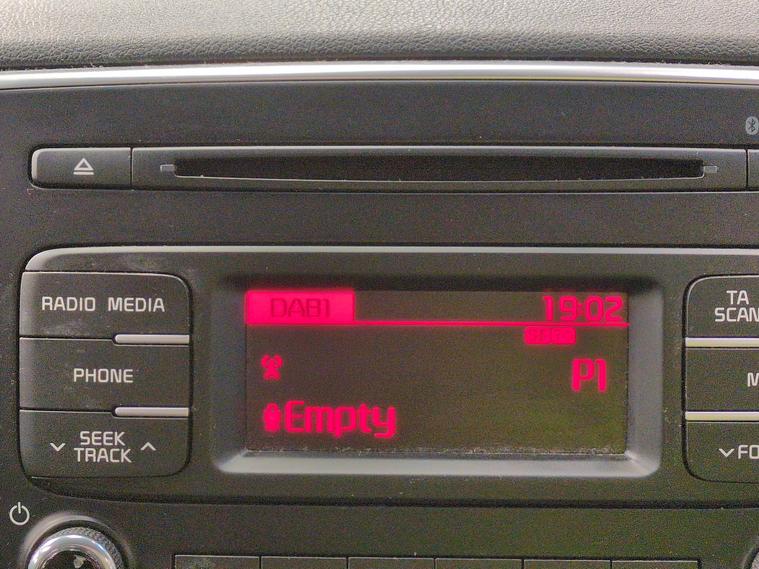 RADIO MEDIA
PHONE
SEEK
TRACK
DAB1 19:02
P1
Empty
TA
SCAN